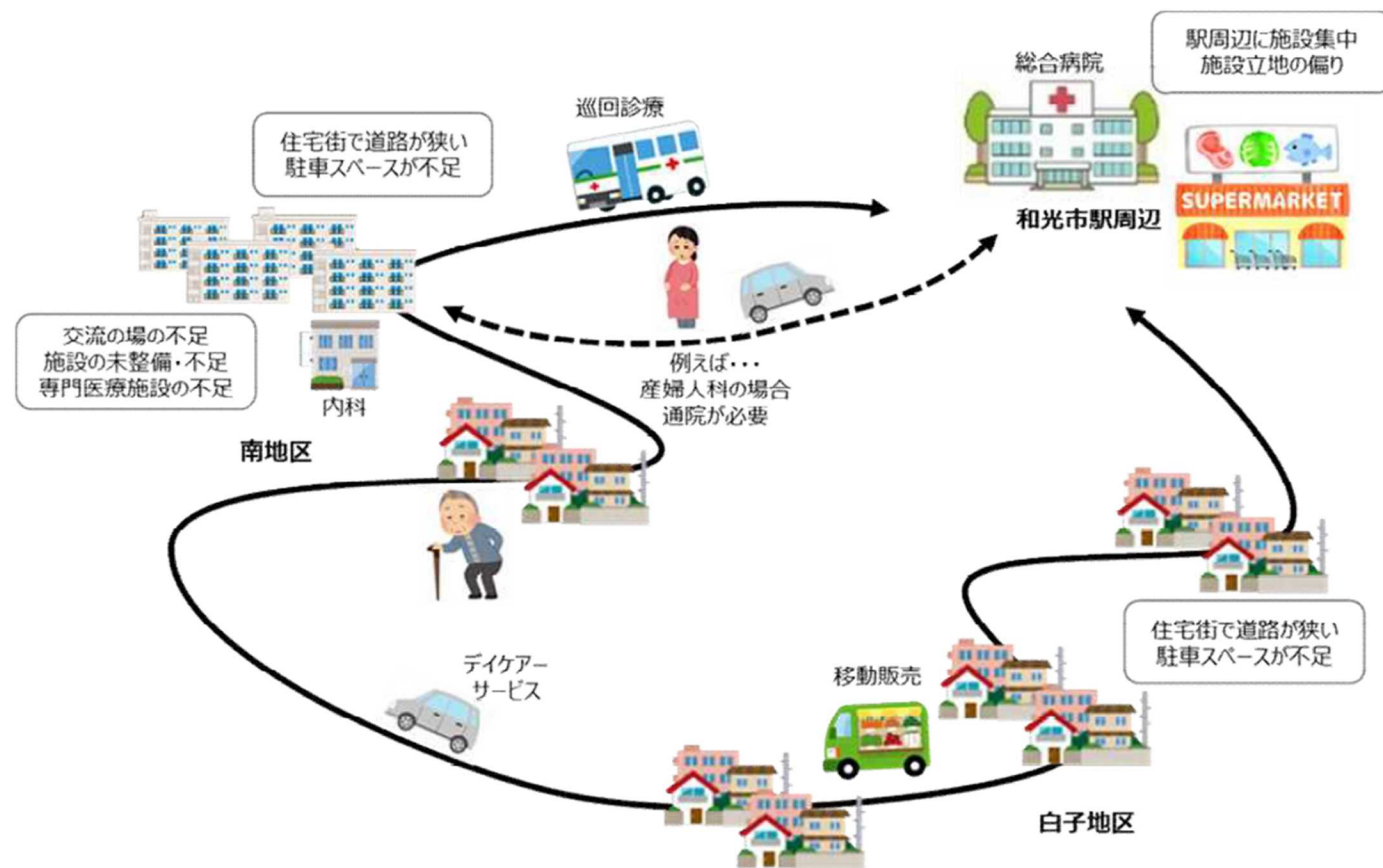 駅周辺に施設集中
施設立地の偏り
総合病院
巡回診療
住宅街で道路が狭い
駐車スペースが不足
SUPERMARKET
和光市駅周辺
交流の場の不足
施設の未整備・不足
専門医療施設の不足
内科
例えば・・・
産婦人科の場合
通院が必要
南地区
住宅街で道路が狭い
駐車スペースが不足
デイケアー
サービス
移動販売
白子地区